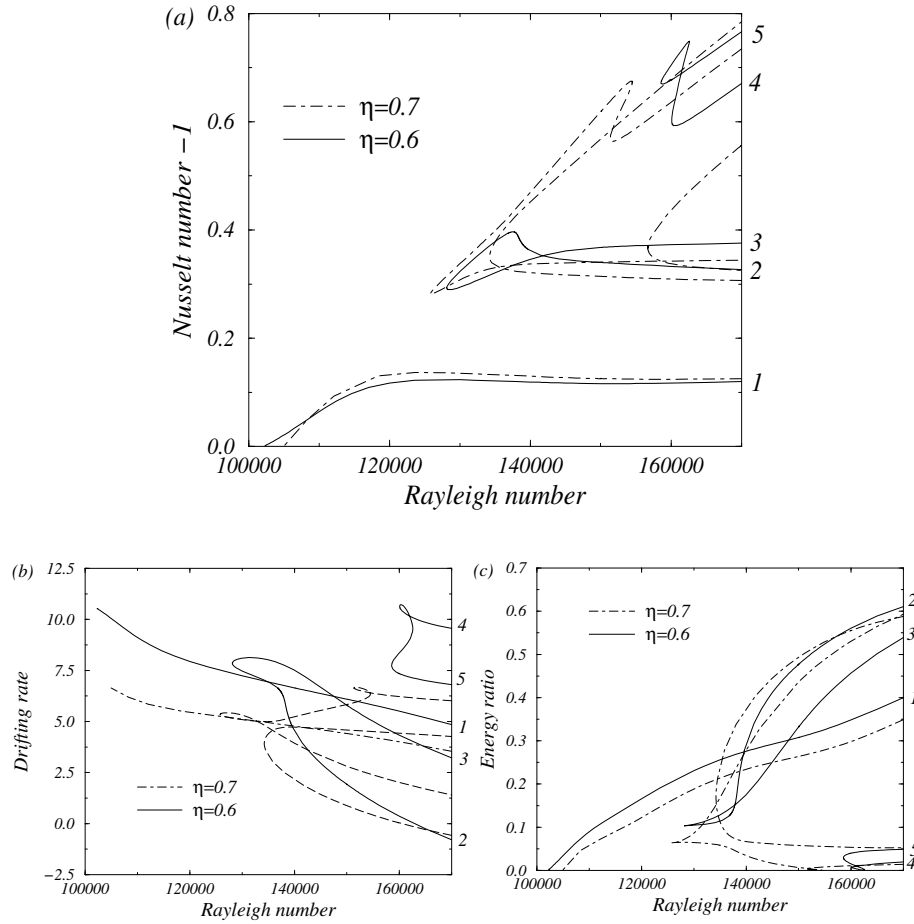 (a)
0.8
0.6
0.4
0.2
0.0
Nusselt number −1
η=0.7
η=0.6
5
4
3
2
1
100000 120000 140000 160000
Rayleigh number
(b)
12.5
10.0
7.5
5.0
2.5
0.0
−2.5
Drifting rate
η=0.7
η=0.6
4
5
1
3
2
100000 120000 140000 160000
Rayleigh number
(c)
0.7
0.6
0.5
0.4
0.3
0.2
0.1
0.0
Energy ratio
η=0.7
η=0.6
2
3
1
4
100000 120000 140000 160000
Rayleigh number